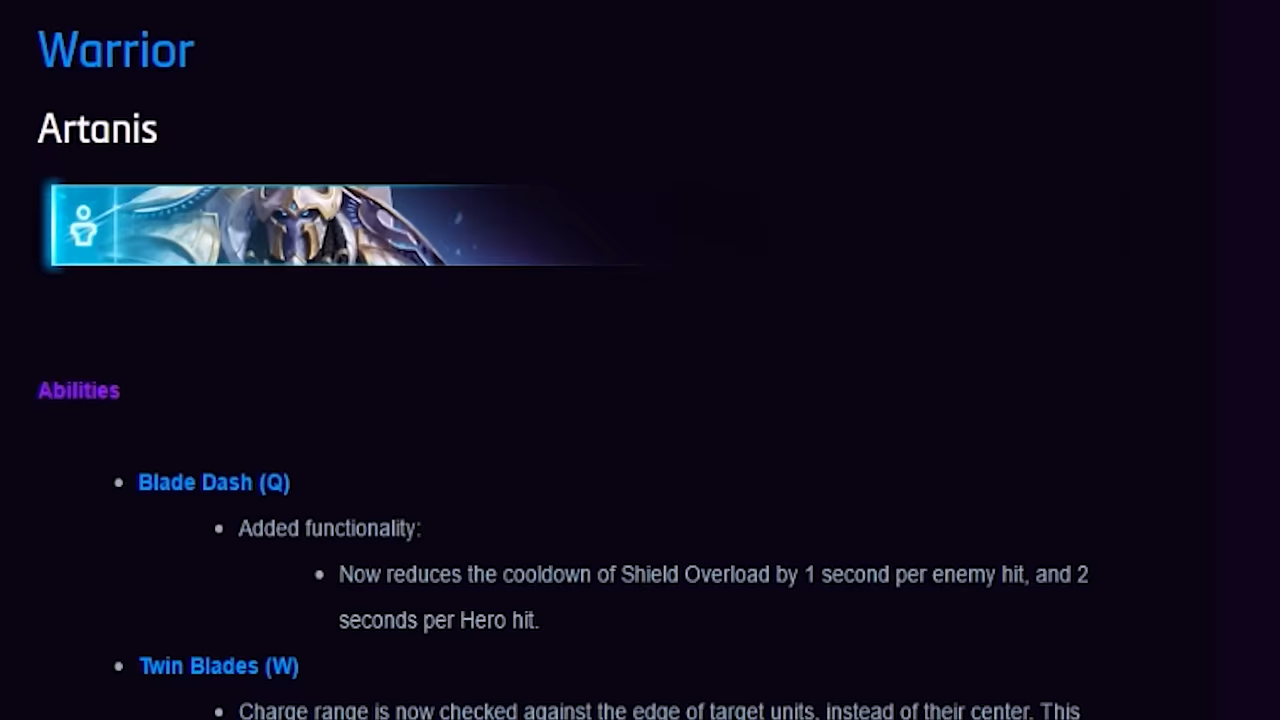 Warrior
Artanis
Abilities
Blade Dash (Q)
Added functionality:
Now reduces the cooldown of Shield Overload by 1 second per enemy hit, and 2
seconds per Hero hit.
Twin Blades (W)
Charge range is now checked against the edge of target units, instead of their center. This